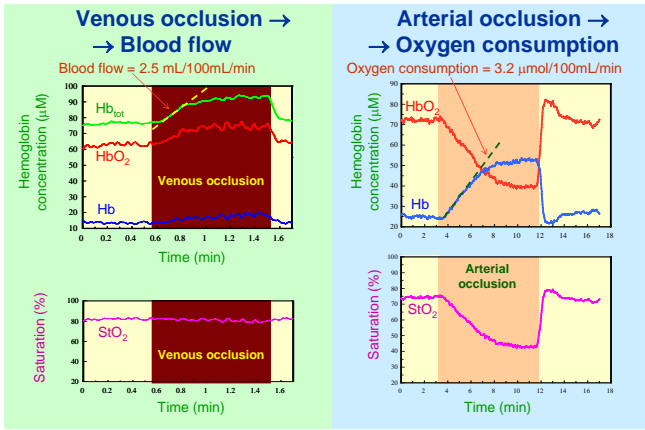 Venous occlusion →
→ Blood flow
Blood flow = 2.5 mL/100mL/min
Hemoglobin
concentration (μM)
100
90
80
70
60
50
40
30
20
10
Hb_tot
HbO₂
Hb
Venous occlusion
0 0.2 0.4 0.6 0.8 1 1.2 1.4 1.6
Time (min)
Saturation (%)
100
80
60
40
20
StO₂
Venous occlusion
0 0.2 0.4 0.6 0.8 1 1.2 1.4 1.6
Time (min)
Arterial occlusion →
→ Oxygen consumption
Oxygen consumption = 3.2 μmol/100mL/min
Hemoglobin
concentration (μM)
90
80
70
60
50
40
30
20
HbO₂
Hb
0 2 4 6 8 10 12 14 16 18
Time (min)
Saturation (%)
100
90
80
70
60
50
40
30
20
Arterial
occlusion
StO₂
0 2 4 6 8 10 12 14 16 18
Time (min)